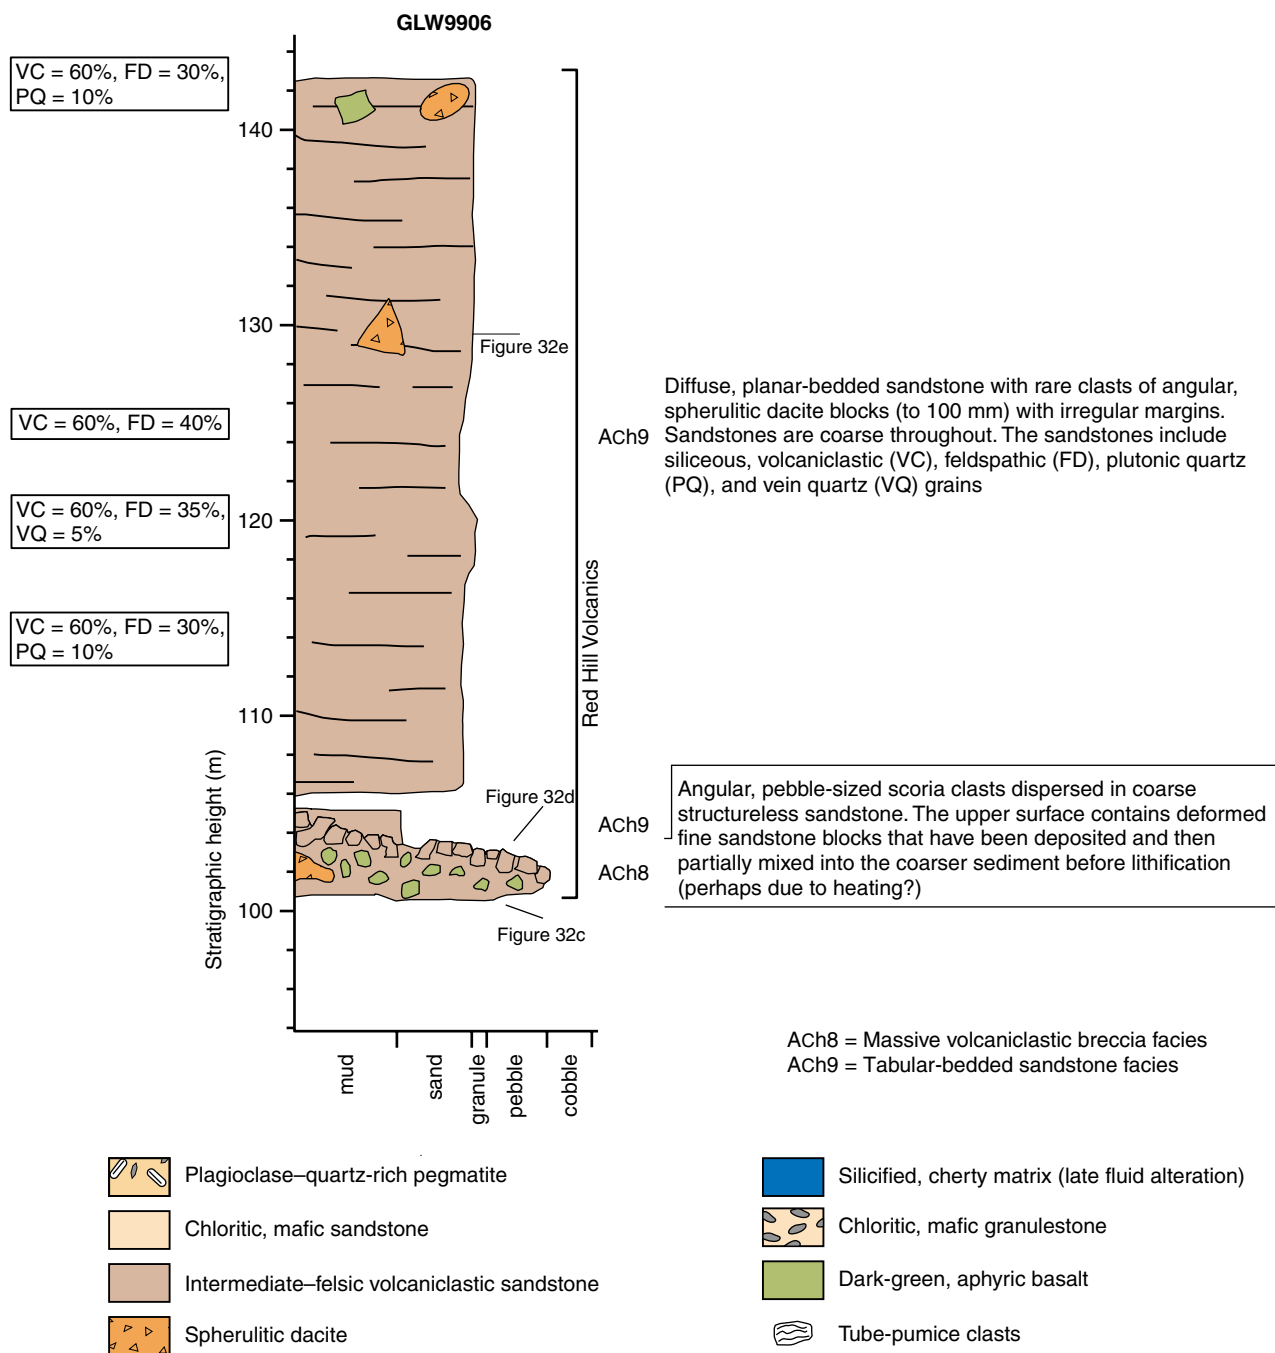 GLW9906
VC = 60%, FD = 30%,
PQ = 10%
140
130
Figure 32e
VC = 60%, FD = 40%
ACh9
Diffuse, planar-bedded sandstone with rare clasts of angular,
spherulitic dacite blocks (to 100 mm) with irregular margins.
Sandstones are coarse throughout. The sandstones include
siliceous, volcaniclastic (VC), feldspathic (FD), plutonic quartz
(PQ), and vein quartz (VQ) grains
VC = 60%, FD = 35%,
VQ = 5%
120
VC = 60%, FD = 30%,
PQ = 10%
Red Hill Volcanics
110
Stratigraphic height (m)
Figure 32d
ACh9
ACh8
Angular, pebble-sized scoria clasts dispersed in coarse
structureless sandstone. The upper surface contains deformed
fine sandstone blocks that have been deposited and then
partially mixed into the coarser sediment before lithification
(perhaps due to heating?)
100
Figure 32c
mud
sand
granule
pebble
cobble
ACh8 = Massive volcaniclastic breccia facies
ACh9 = Tabular-bedded sandstone facies
Plagioclase–quartz-rich pegmatite
Chloritic, mafic sandstone
Intermediate–felsic volcaniclastic sandstone
Spherulitic dacite
Silicified, cherty matrix (late fluid alteration)
Chloritic, mafic granulestone
Dark-green, aphyric basalt
Tube-pumice clasts